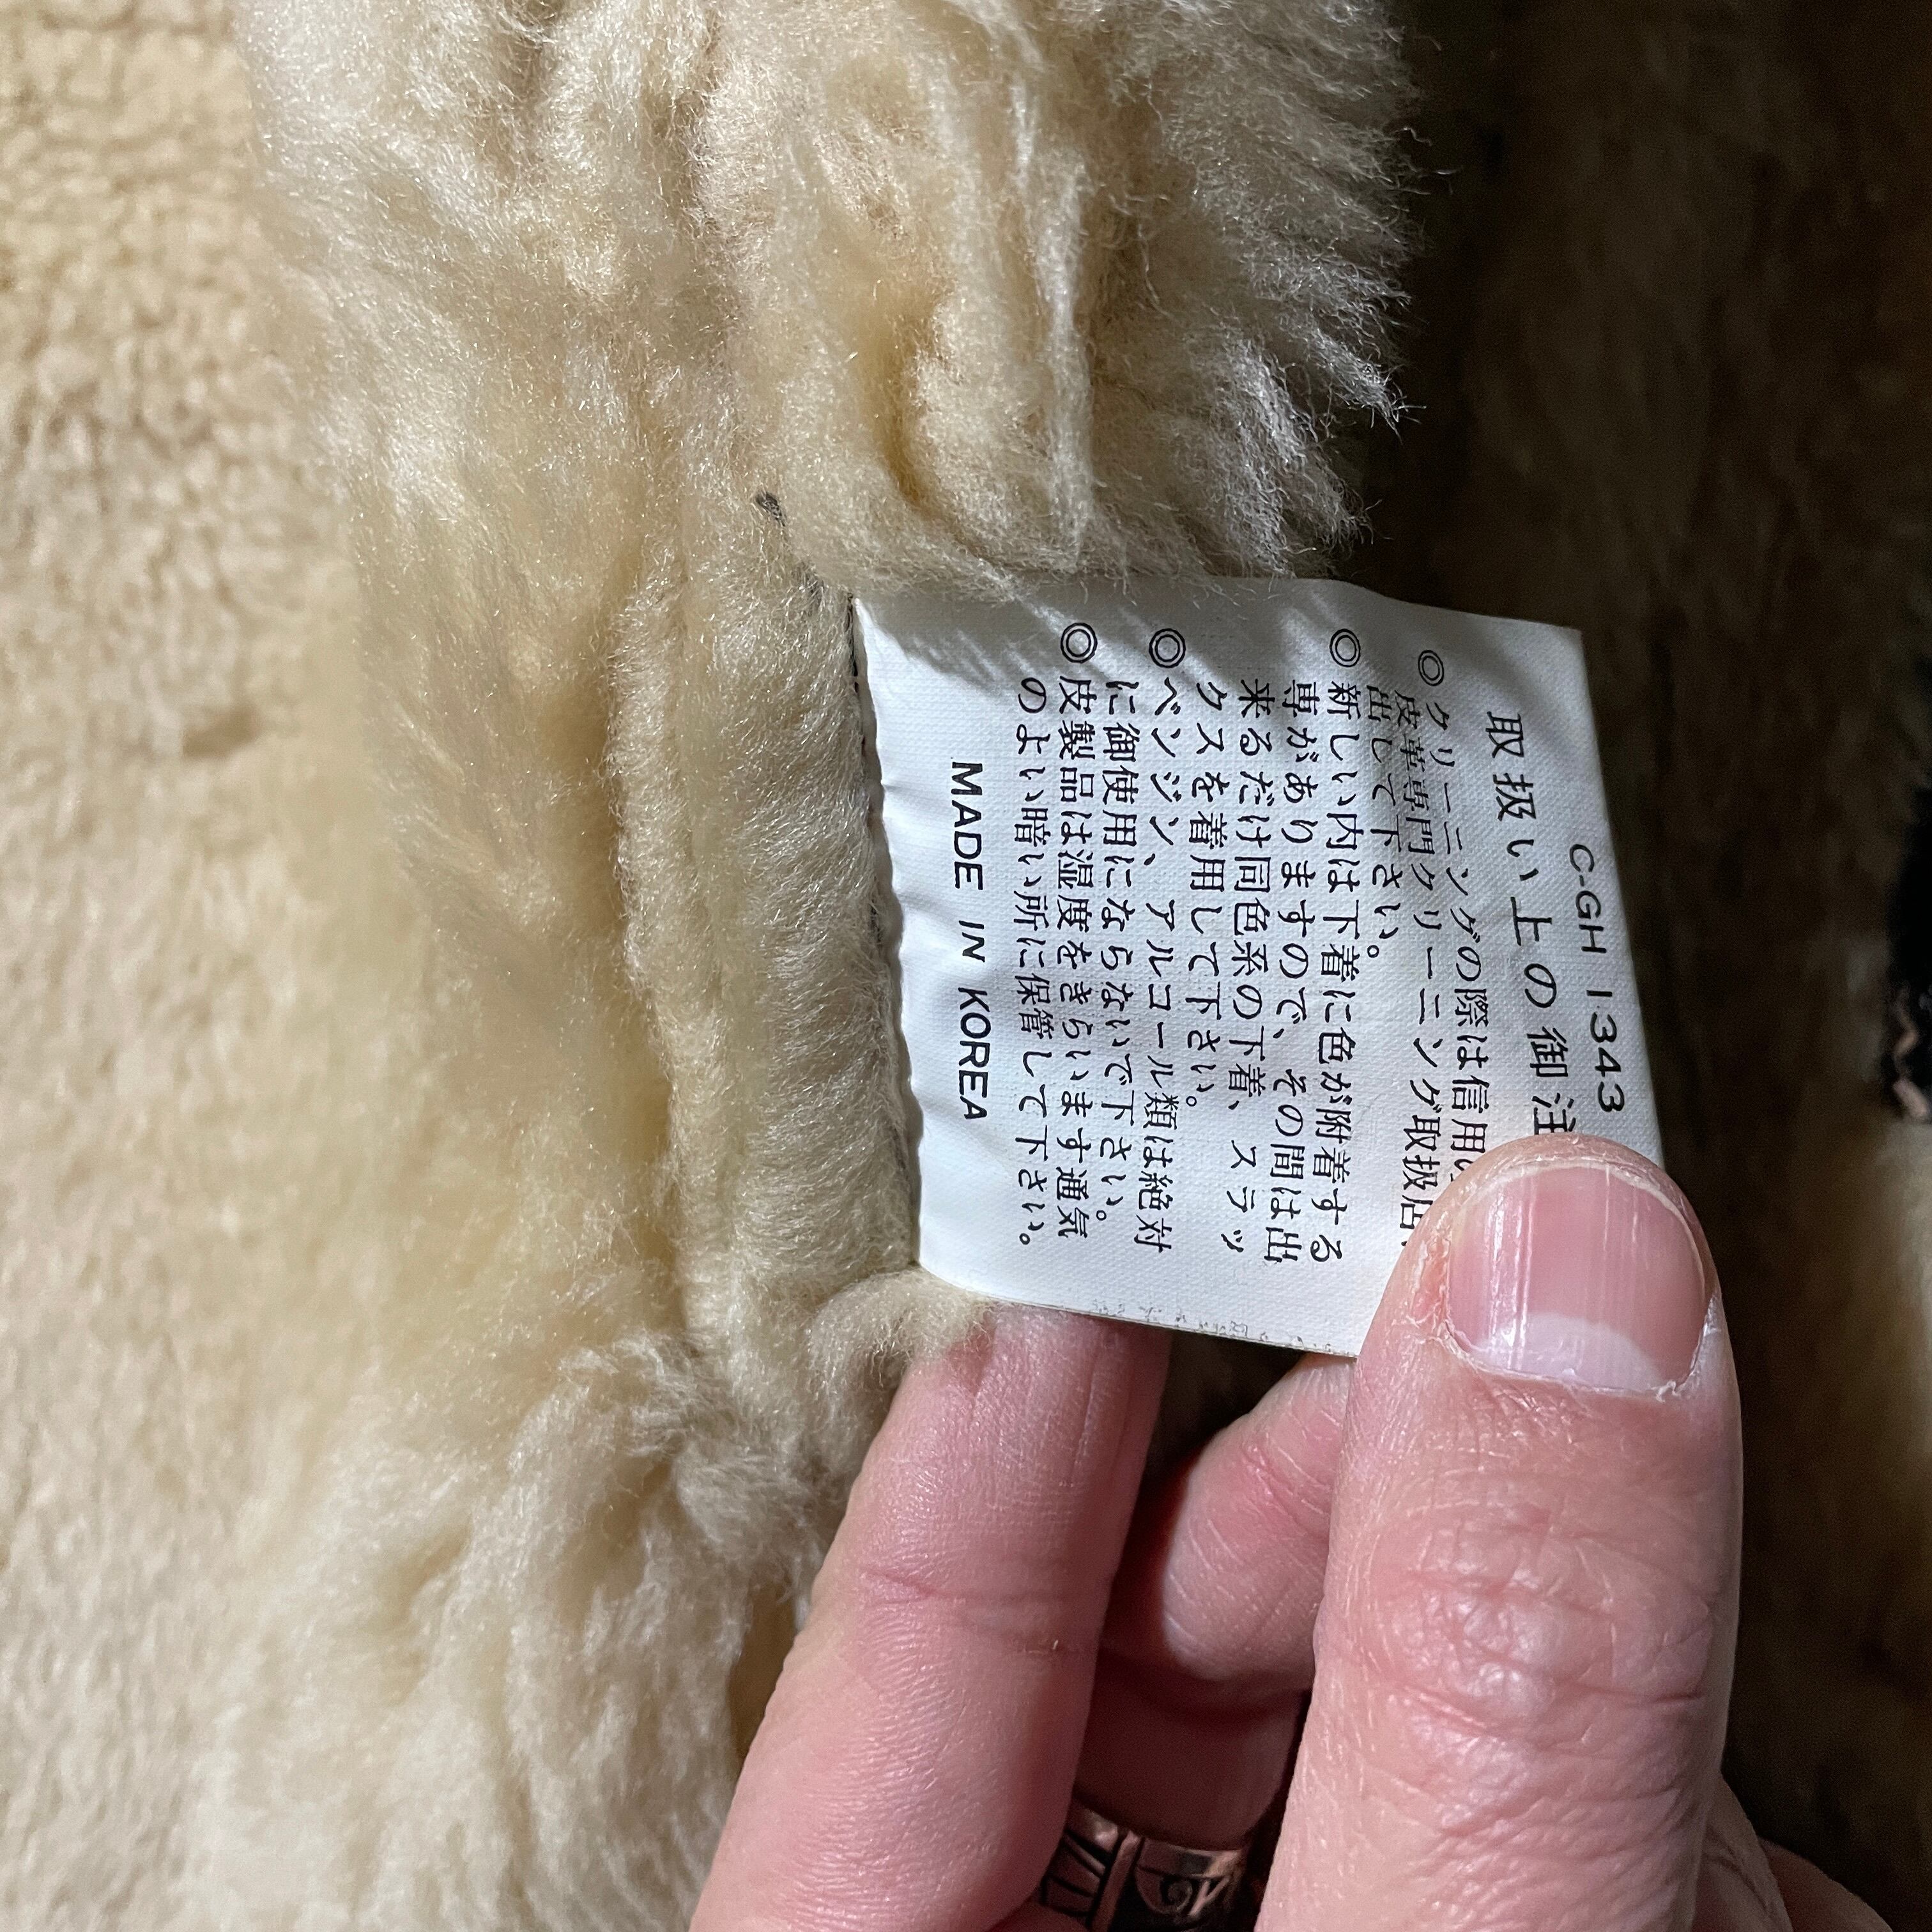 C-GH 1343
取扱い上の御注
◎クリーニングの際は信用
皮革専門クリーニング取扱店
出して下さい。
◎新しい内は下着に色が附着する
専がありますので、その間は出
来るだけ同色系の下着、スラッ
クスを着用して下さい。
◎ベンジン、アルコール類は絶対
に御使用にならないで下さい。
◎皮製品は湿度をきらいます通気
のよい暗い所に保管して下さい。
MADE IN KOREA